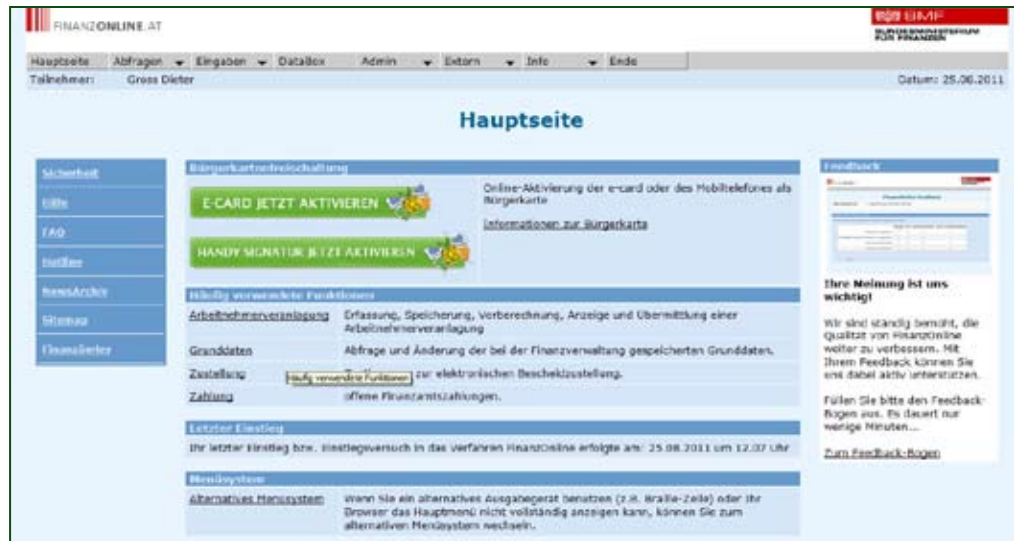 FINANZONLINE.AT
BMF
BUNDESMINISTERIUM
FÜR FINANZEN
Hauptseite Abfragen Eingaben DataBox Admin Extern Info Ende
Teilnehmer: Gross Dieter
Datum: 25.08.2011
Hauptseite
Sicherheit
Hilfe
FAQ
Hotline
NewsArchiv
Sitemap
Finanzämter
Bürgerkartenfreischaltung
E-CARD JETZT AKTIVIEREN
HANDY SIGNATUR JETZT AKTIVIEREN
Online-Aktivierung der e-card oder des Mobiltelefones als
Bürgerkarte
Informationen zur Bürgerkarte
Häufig verwendete Funktionen
Arbeitnehmerveranlagung Erfassung, Speicherung, Vorberechnung, Anzeige und Übermittlung einer
Arbeitnehmerveranlagung
Grunddaten Abfrage und Änderung der bei der Finanzverwaltung gespeicherten Grunddaten.
Zustellung zur elektronischen Bescheidzustellung.
Häufig verwendete Funktionen
Zahlung offene Finanzamtszahlungen.
Letzter Einstieg
Ihr letzter Einstieg bzw. Einstiegsversuch in das Verfahren FinanzOnline erfolgte am: 25.08.2011 um 12.07 Uhr
Menüsystem
Alternatives Menüsystem Wenn Sie ein alternatives Ausgabegerät benutzen (z.B. Braille-Zeile) oder Ihr
Browser das Hauptmenü nicht vollständig anzeigen kann, können Sie zum
alternativen Menüsystem wechseln.
Feedback
Ihre Meinung ist uns
wichtig!
Wir sind ständig bemüht, die
Qualität von FinanzOnline
weiter zu verbessern. Mit
Ihrem Feedback können Sie
uns dabei aktiv unterstützen.
Füllen Sie bitte den Feedback-
Bogen aus. Es dauert nur
wenige Minuten...
Zum Feedback-Bogen